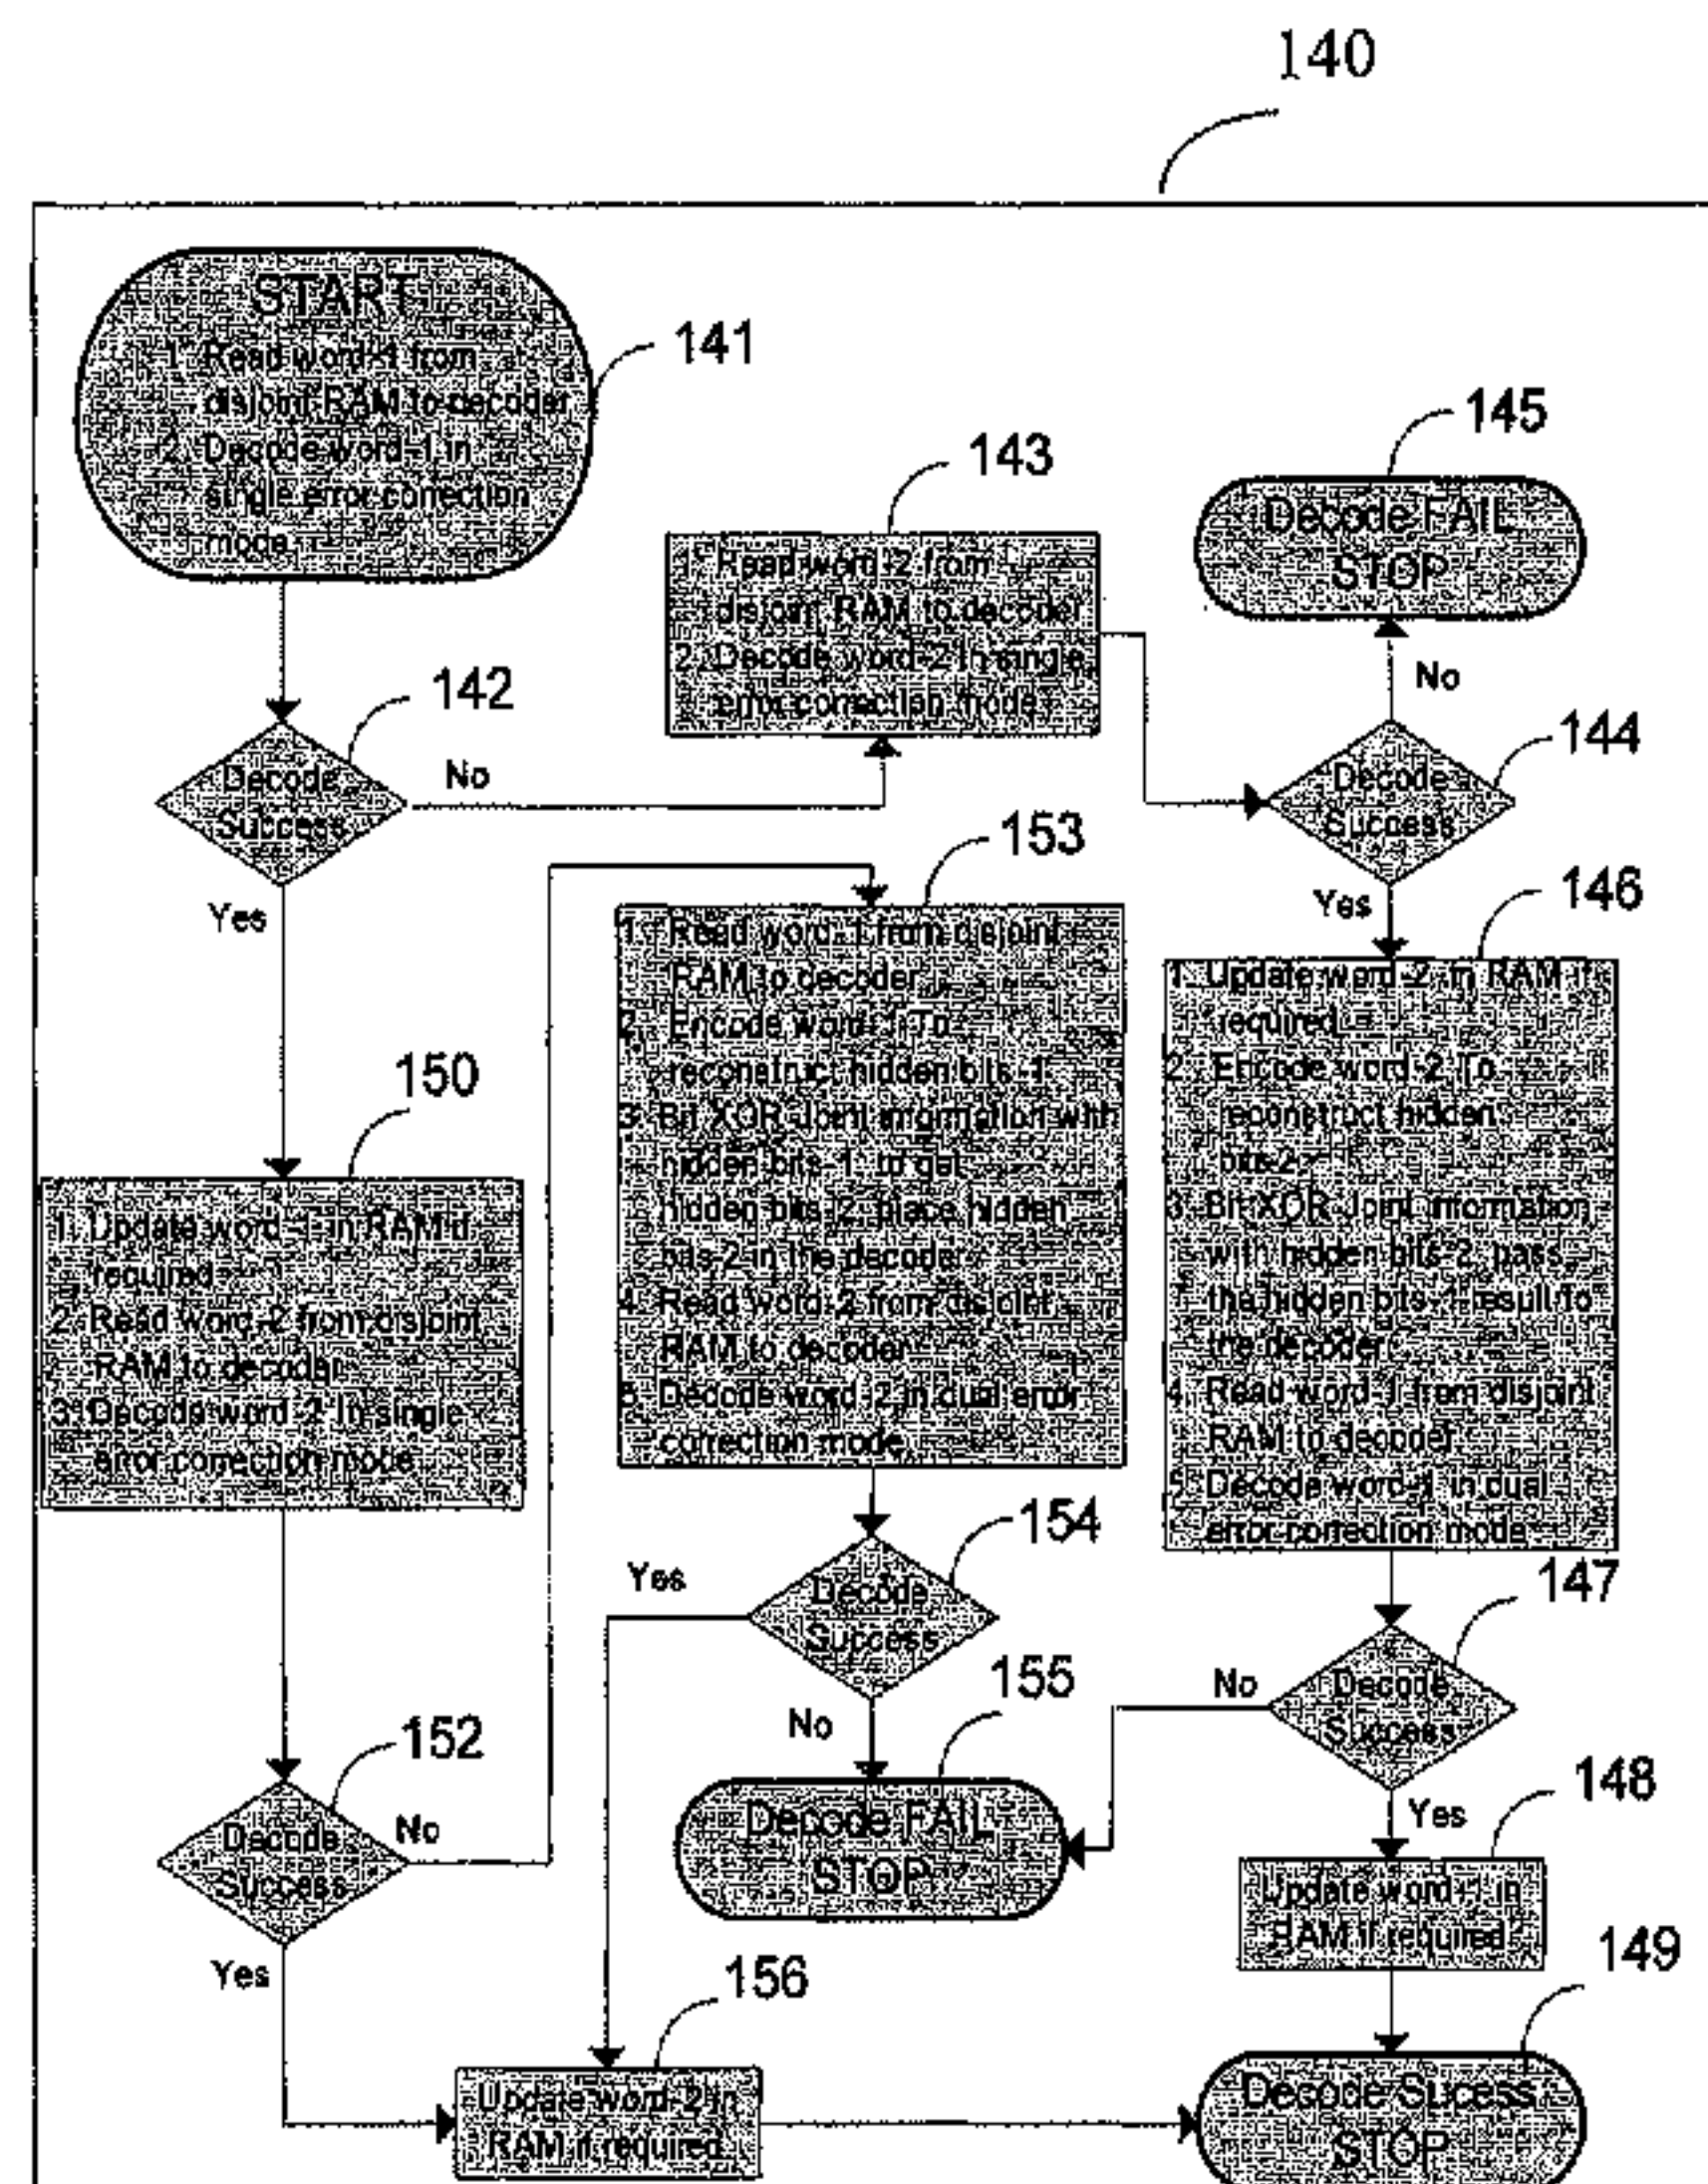 140
START
1. Read word-1 from
disjoint RAM to decoder
2. Decode word-1 in
single error correction
mode
141
142
Decode
Success
No
Yes
143
1. Read word-2 from
disjoint RAM to decoder
2. Decode word-2 in single
error correction mode
145
Decode FAIL
STOP
No
144
Decode
Success
Yes
146
1. Update word-2 in RAM if
required
2. Encode word-2 To
reconstruct hidden
bits-2
3. Bit XOR Joint information
with hidden bits-2, pass
the hidden bits-1 result to
the decoder
4. Read word-1 from disjoint
RAM to decoder
5. Decode word-1 in dual
error correction mode
153
1. Read word-1 from disjoint
RAM to decoder
2. Encode word-1 To
reconstruct hidden bits-1
3. Bit XOR Joint information with
hidden bits-1, to get
hidden bits-2, place hidden
bits-2 in the decoder
4. Read word-2 from disjoint
RAM to decoder
5. Decode word-2 in dual error
correction mode
150
1. Update word-1 in RAM if
required
2. Read word-2 from disjoint
RAM to decoder
3. Decode word-2 In single
error correction mode
154
Yes
Decode
Success
No
155
Decode FAIL
STOP
147
No
Decode
Success
Yes
148
Update word-1 in
RAM if required
152
Decode
Success
No
Yes
156
Update word-2 in
RAM if required
149
Decode Sucess
STOP